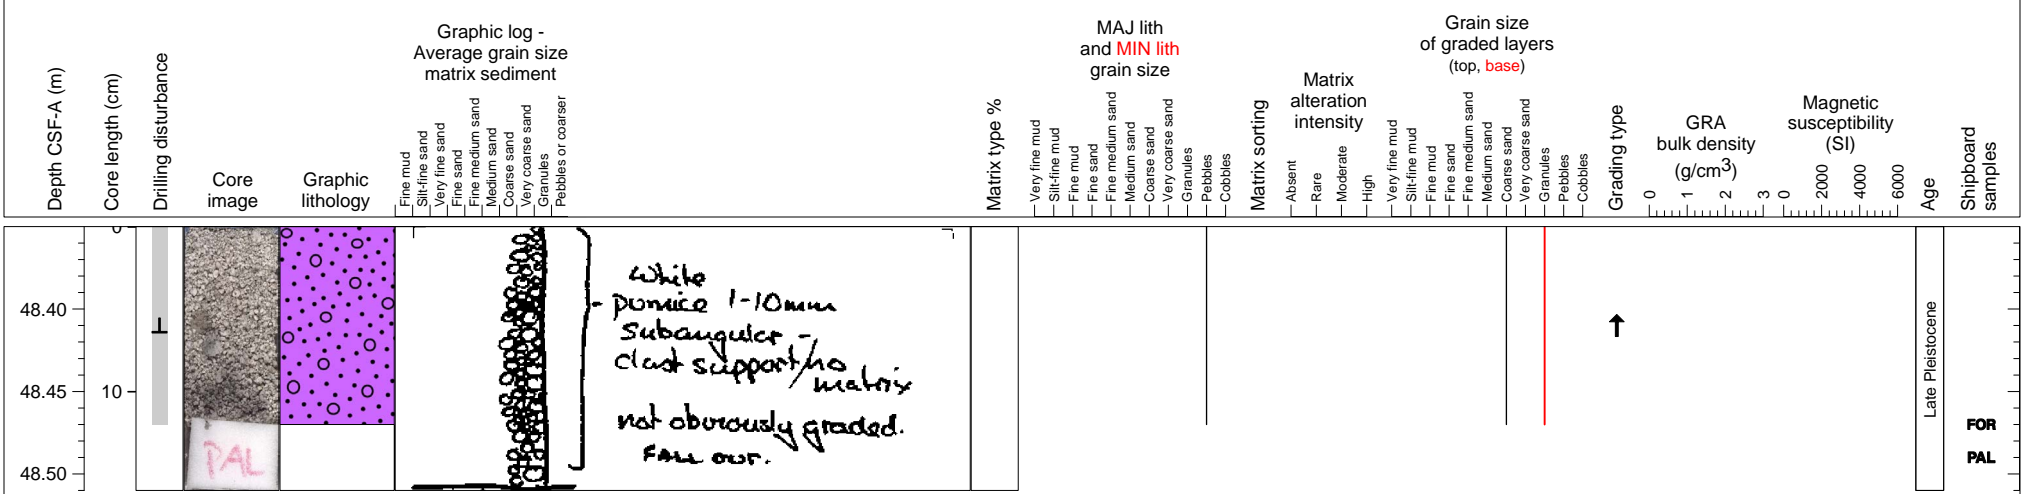 Depth CSF-A (m)
Core length (cm)
Drilling disturbance
Core
image
Graphic
lithology
Graphic log -
Average grain size
matrix sediment
Fine mud
Silt-fine sand
Very fine sand
Fine sand
Fine medium sand
Medium sand
Coarse sand
Very coarse sand
Granules
Pebbles or coarser
Matrix type %
MAJ lith
and MIN lith
grain size
Very fine mud
Silt-fine mud
Fine mud
Fine sand
Fine medium sand
Medium sand
Coarse sand
Very coarse sand
Granules
Pebbles
Cobbles
Matrix sorting
Matrix
alteration
intensity
Absent
Rare
Moderate
High
Grain size
of graded layers
(top, base)
Very fine mud
Silt-fine mud
Fine mud
Fine sand
Fine medium sand
Medium sand
Coarse sand
Very coarse sand
Granules
Pebbles
Cobbles
Grading type
GRA
bulk density
(g/cm3)
0 1 2 3
Magnetic
susceptibility
(SI)
0 2000 4000 6000
Age
Shipboard
samples
0
48.40
48.45
48.50
10
PAL
white
pumice 1-10mm
Subangular -
clast support/no
matrix
not obviously graded.
FALL OUT.
Late Pleistocene
FOR
PAL